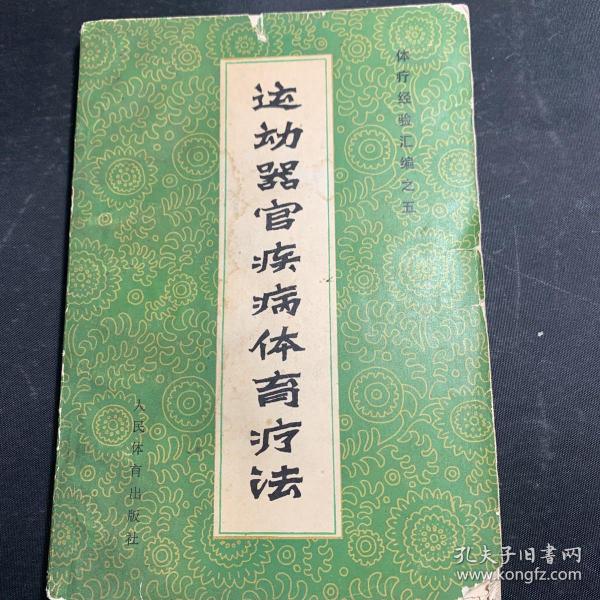 体疗经验汇编之五
运动器官疾病体育疗法
人民体育出版社
孔夫子旧书网
www.kongfz.com